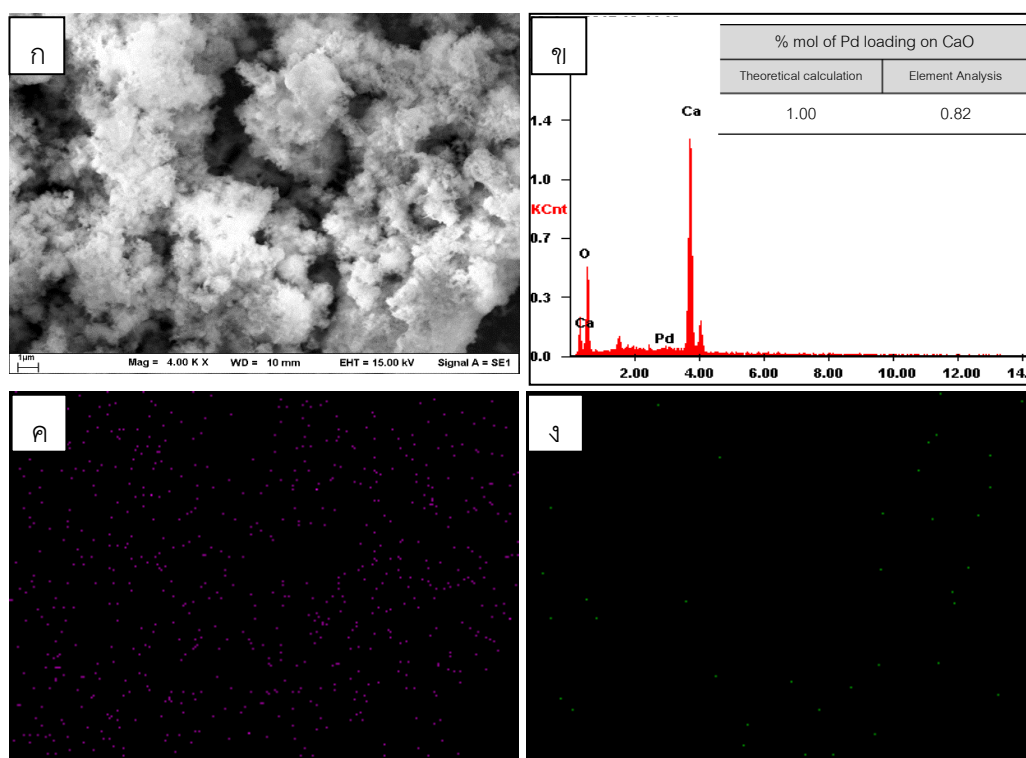 ก
1µm
Mag = 4.00 K X WD = 10 mm EHT = 15.00 kV Signal A = SE1
ข
% mol of Pd loading on CaO
Theoretical calculation Element Analysis
1.00 0.82
Ca
1.4
1.0
KCnt
0.7
O
0.3
Ca
Pd
0.0
2.00 4.00 6.00 8.00 10.00 12.00 14.
ค
ง